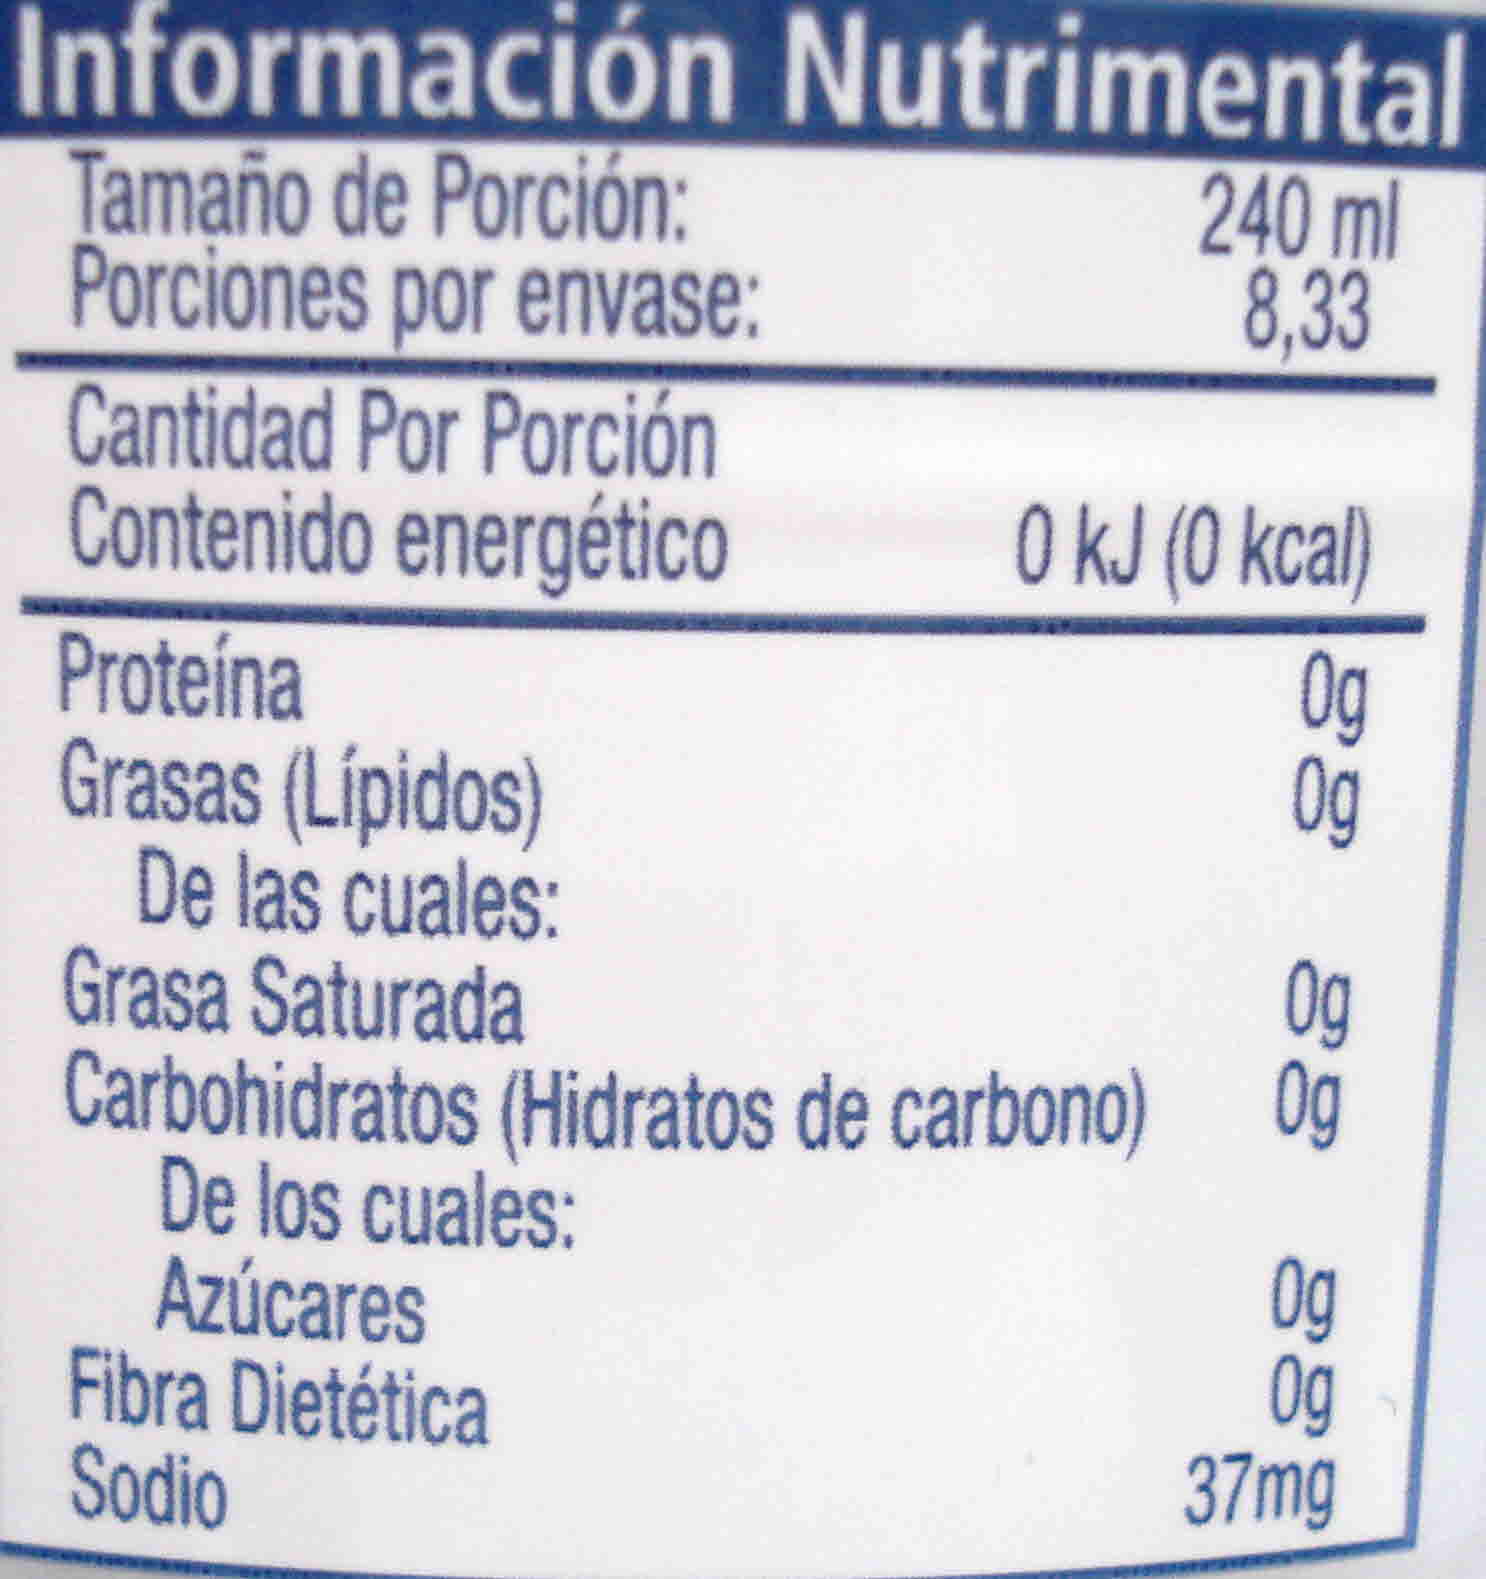 Información Nutrimental
Tamaño de Porción: 240 ml
Porciones por envase: 8,33
Cantidad Por Porción
Contenido energético 0 kJ (0 kcal)
Proteína 0g
Grasas (Lípidos) 0g
De las cuales:
Grasa Saturada 0g
Carbohidratos (Hidratos de carbono) 0g
De los cuales:
Azúcares 0g
Fibra Dietética 0g
Sodio 37mg